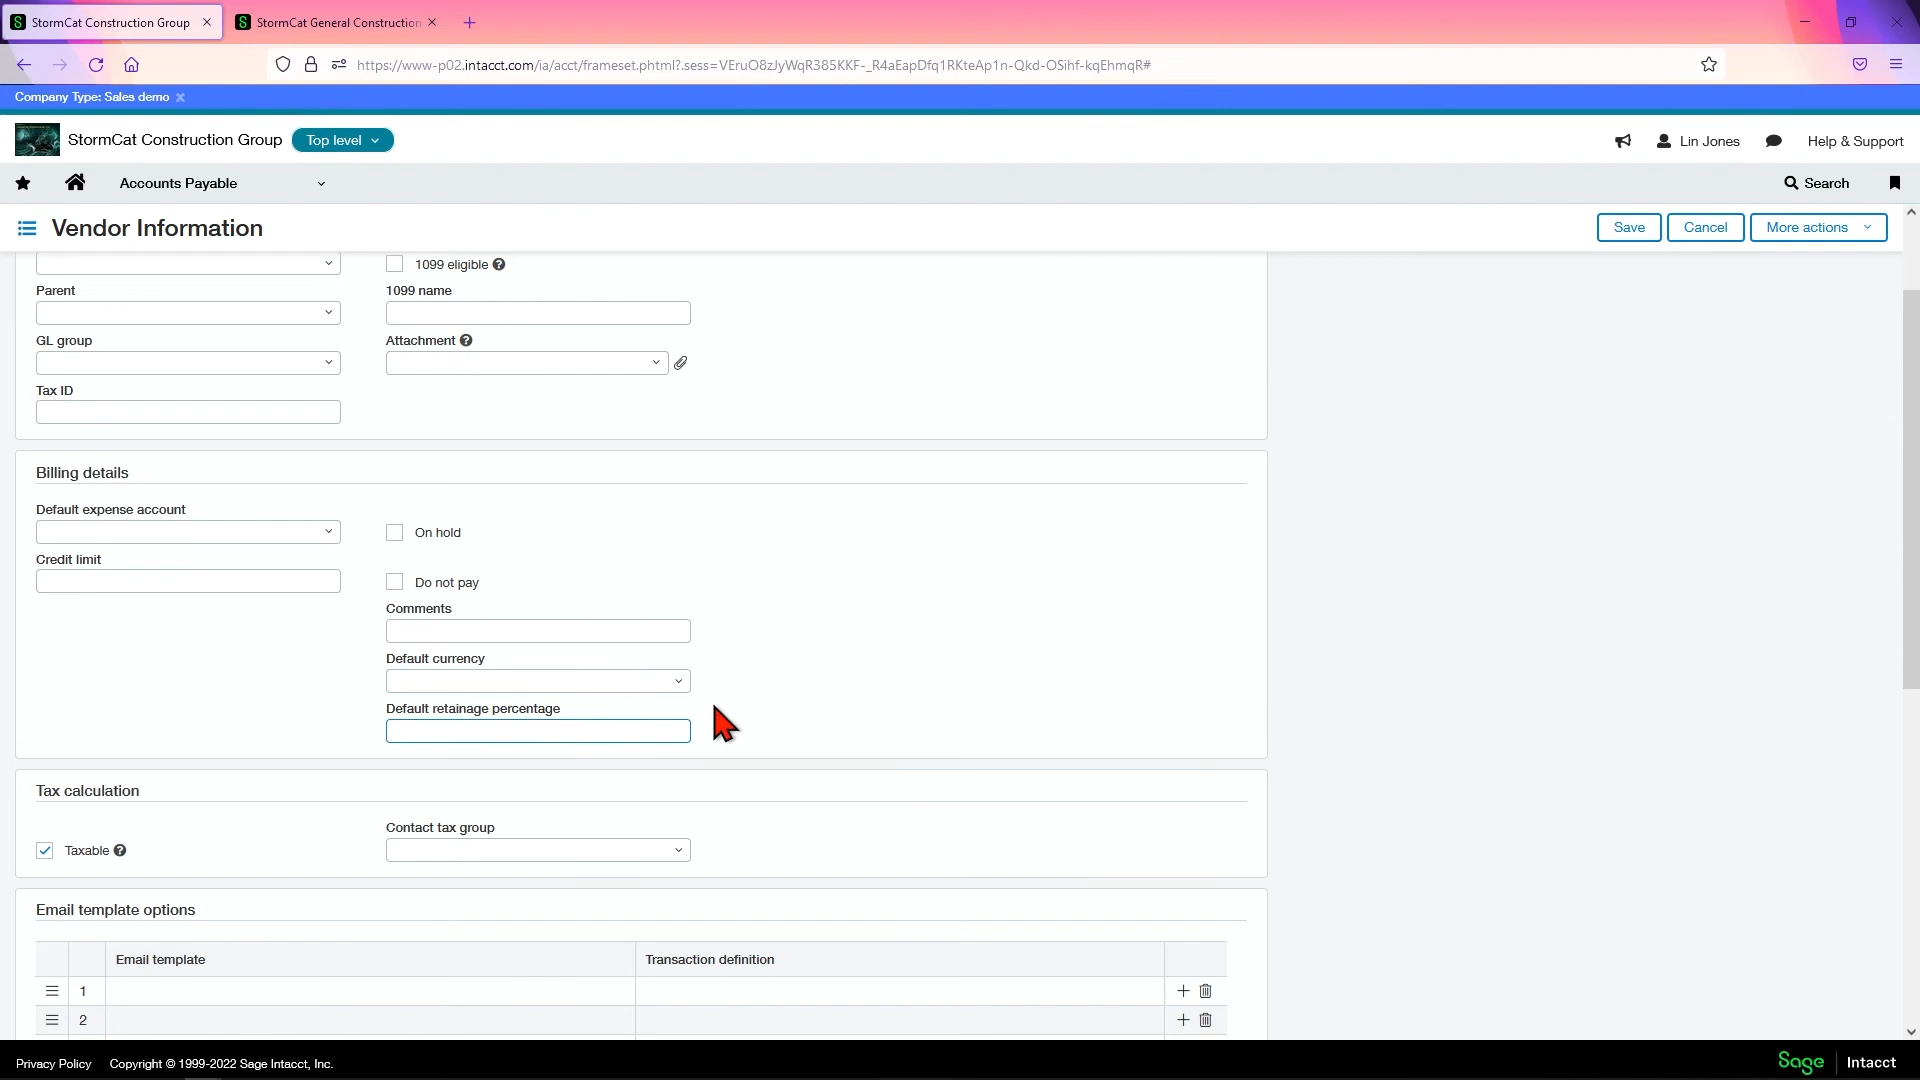 StormCat Construction Group
StormCat General Construction
https://www-p02.intacct.com/ia/acct/frameset.phtml?.sess=VEruO8zJyWqR385KKF-_R4aEapDfq1RKteAp1n-Qkd-OSihf-kqEhmqR#
Company Type: Sales demo
StormCat Construction Group
Top level
Lin Jones
Help & Support
Accounts Payable
Search
Vendor Information
Save
Cancel
More actions
1099 eligible
Parent
1099 name
GL group
Attachment
Tax ID
Billing details
Default expense account
On hold
Credit limit
Do not pay
Comments
Default currency
Default retainage percentage
Tax calculation
Contact tax group
Taxable
Email template options
Email template
Transaction definition
1
2
Privacy Policy
Copyright © 1999-2022 Sage Intacct, Inc.
Sage
Intacct